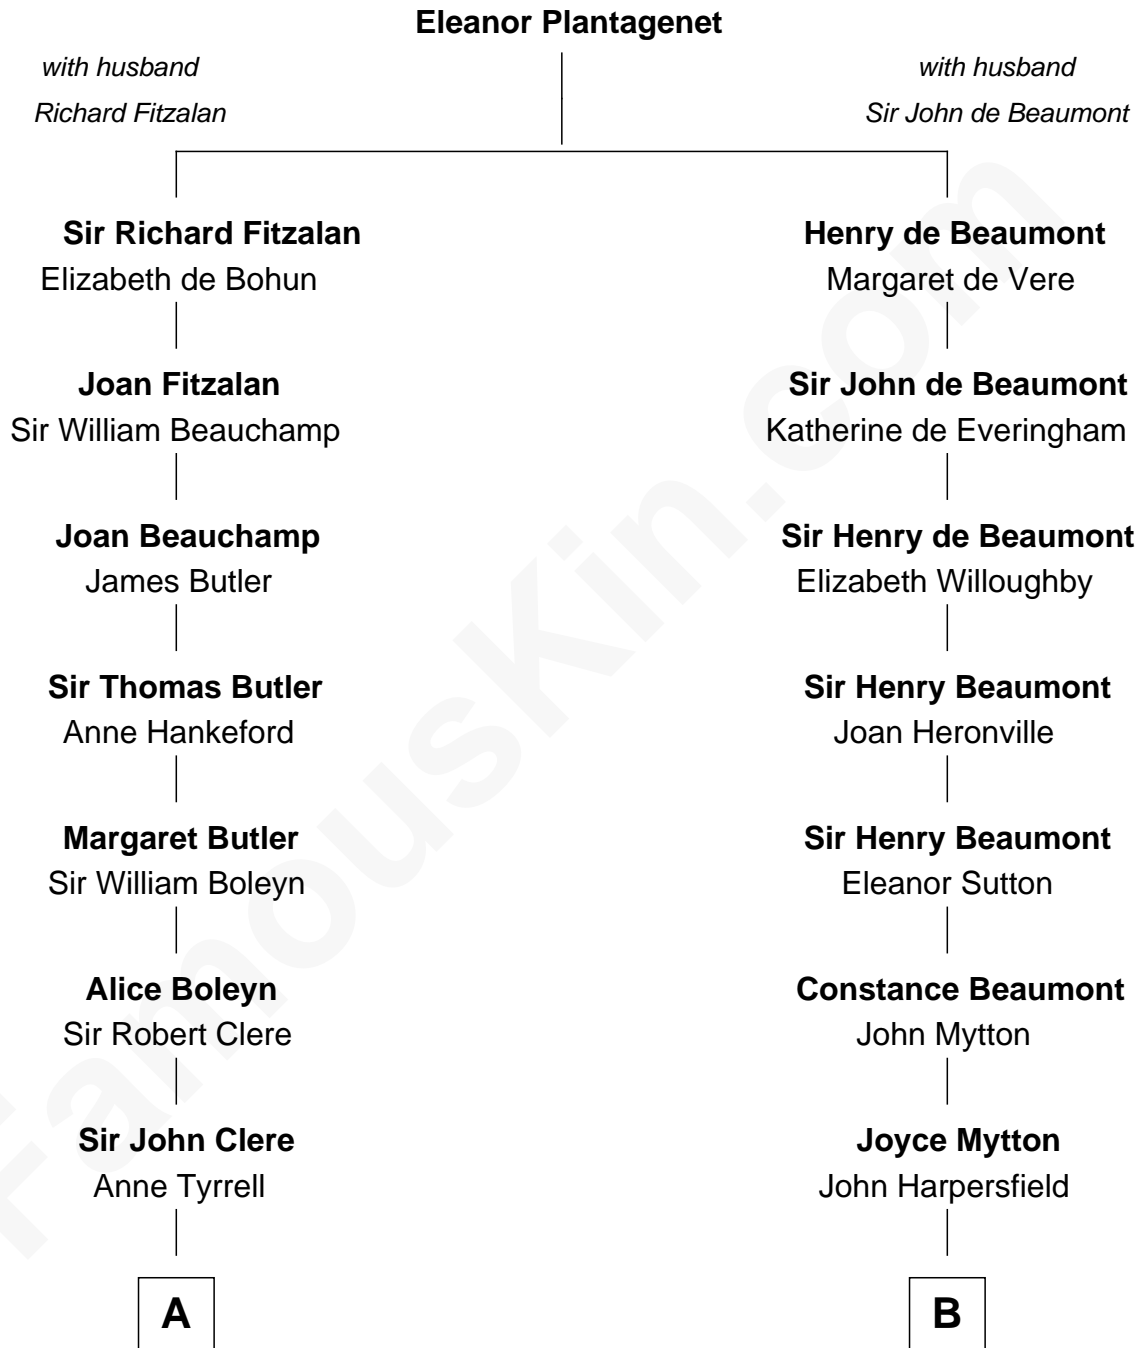 Eleanor Plantagenet
with husband
Richard Fitzalan
with husband
Sir John de Beaumont
Sir Richard Fitzalan
Elizabeth de Bohun
Joan Fitzalan
Sir William Beauchamp
Joan Beauchamp
James Butler
Sir Thomas Butler
Anne Hankeford
Margaret Butler
Sir William Boleyn
Alice Boleyn
Sir Robert Clere
Sir John Clere
Anne Tyrrell
A
Henry de Beaumont
Margaret de Vere
Sir John de Beaumont
Katherine de Everingham
Sir Henry de Beaumont
Elizabeth Willoughby
Sir Henry Beaumont
Joan Heronville
Sir Henry Beaumont
Eleanor Sutton
Constance Beaumont
John Mytton
Joyce Mytton
John Harpersfield
B
FamousKin.com